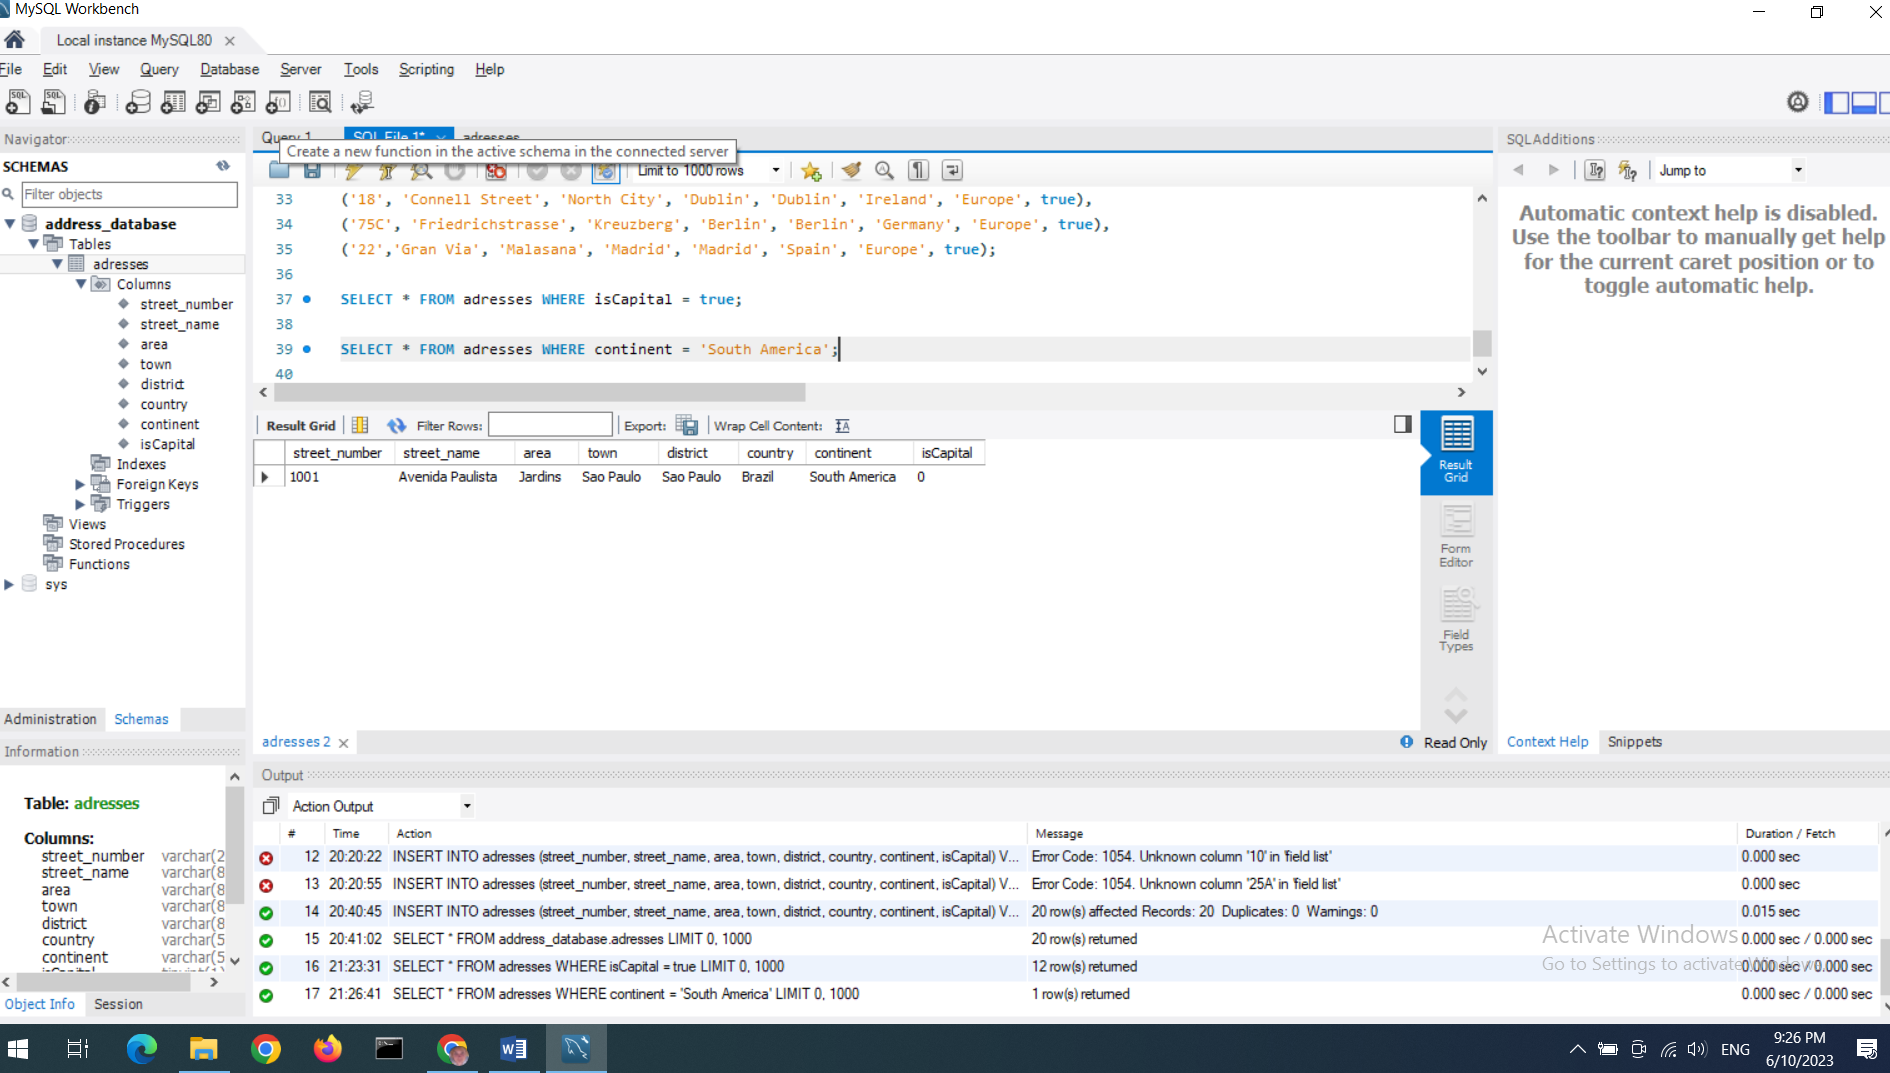 MySQL Workbench
Local instance MySQL80
File Edit View Query Database Server Tools Scripting Help
Navigator
SCHEMAS
Filter objects
address_database
Tables
adresses
Columns
street_number
street_name
area
town
district
country
continent
isCapital
Indexes
Foreign Keys
Triggers
Views
Stored Procedures
Functions
sys
Administration Schemas
Information
Table: adresses
Columns:
street_number varchar(2
street_name varchar(8
area varchar(8
town varchar(8
district varchar(8
country varchar(5
continent varchar(5
Object Info Session
Query 1 SQL File 1* adresses
Create a new function in the active schema in the connected server
Limit to 1000 rows
33 ('18', 'Connell Street', 'North City', 'Dublin', 'Dublin', 'Ireland', 'Europe', true),
34 ('75C', 'Friedrichstrasse', 'Kreuzberg', 'Berlin', 'Berlin', 'Germany', 'Europe', true),
35 ('22','Gran Via', 'Malasana', 'Madrid', 'Madrid', 'Spain', 'Europe', true);
36
37 SELECT * FROM adresses WHERE isCapital = true;
38
39 SELECT * FROM adresses WHERE continent = 'South America';
40
Result Grid Filter Rows: Export: Wrap Cell Content:
street_number street_name area town district country continent isCapital
1001 Avenida Paulista Jardins Sao Paulo Sao Paulo Brazil South America 0
Result
Grid
Form
Editor
Field
Types
adresses 2
Read Only
SQLAdditions
Jump to
Automatic context help is disabled.
Use the toolbar to manually get help
for the current caret position or to
toggle automatic help.
Context Help Snippets
Output
Action Output
# Time Action Message Duration / Fetch
12 20:20:22 INSERT INTO adresses (street_number, street_name, area, town, district, country, continent, isCapital) V... Error Code: 1054. Unknown column '10' in 'field list' 0.000 sec
13 20:20:55 INSERT INTO adresses (street_number, street_name, area, town, district, country, continent, isCapital) V... Error Code: 1054. Unknown column '25A' in 'field list' 0.000 sec
14 20:40:45 INSERT INTO adresses (street_number, street_name, area, town, district, country, continent, isCapital) V... 20 row(s) affected Records: 20 Duplicates: 0 Warnings: 0 0.015 sec
15 20:41:02 SELECT * FROM address_database.adresses LIMIT 0, 1000 20 row(s) returned 0.000 sec / 0.000 sec
16 21:23:31 SELECT * FROM adresses WHERE isCapital = true LIMIT 0, 1000 12 row(s) returned 0.000 sec / 0.000 sec
17 21:26:41 SELECT * FROM adresses WHERE continent = 'South America' LIMIT 0, 1000 1 row(s) returned 0.000 sec / 0.000 sec
Activate Windows
Go to Settings to activate Windows.
ENG
9:26 PM
6/10/2023